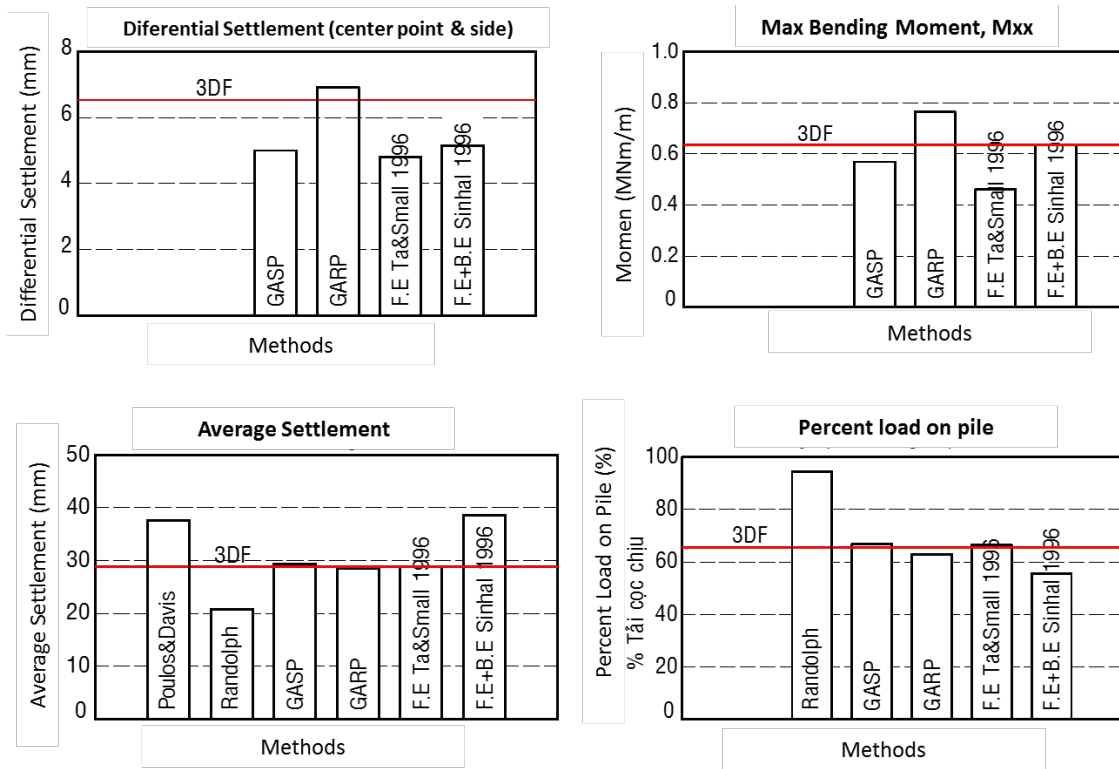 Diferential Settlement (center point & side)
Differential Settlement (mm)
8
6
4
2
0
3DF
GASP
GARP
F.E Ta&Small 1996
F.E+B.E Sinhal 1996
Methods
Max Bending Moment, Mxx
Momen (MNm/m)
1.0
0.8
0.6
0.4
0.2
0
3DF
GASP
GARP
F.E Ta&Small 1996
F.E+B.E Sinhal 1996
Methods
Average Settlement
Average Settlement (mm)
50
40
30
20
10
0
3DF
Poulos&Davis
Randolph
GASP
GARP
F.E Ta&Small 1996
F.E+B.E Sinhal 1996
Methods
Percent load on pile
Percent Load on Pile (%)
% Tải cọc chịu
100
80
60
40
20
0
3DF
Randolph
GASP
GARP
F.E Ta&Small 1996
F.E+B.E Sinhal 1996
Methods